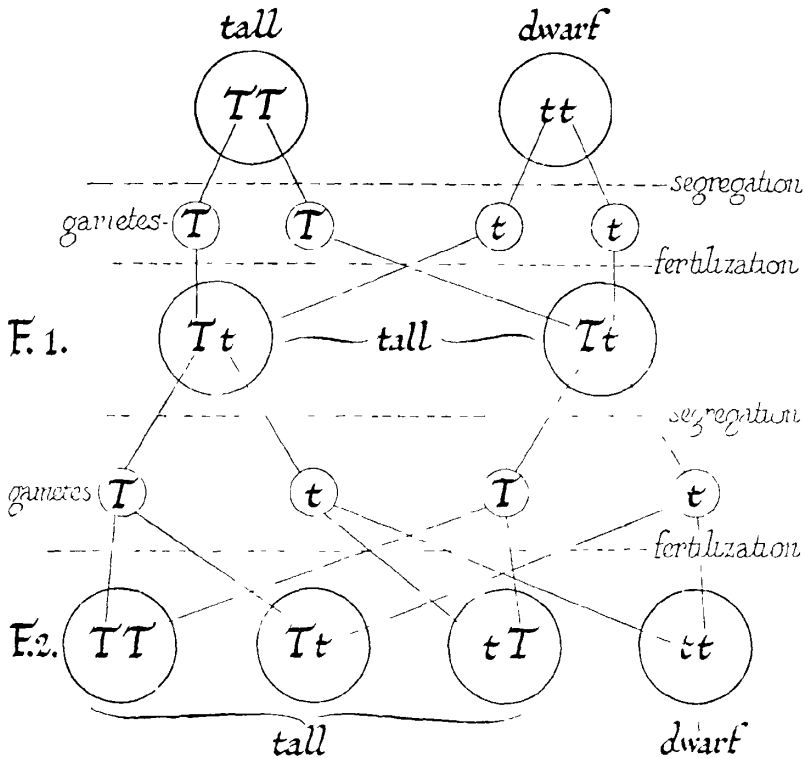 tall dwarf
TT tt
segregation
gametes T T t t
fertilization
F.1. Tt tall Tt
segregation
gametes T t T t
fertilization
F.2. TT Tt tT tt
tall dwarf